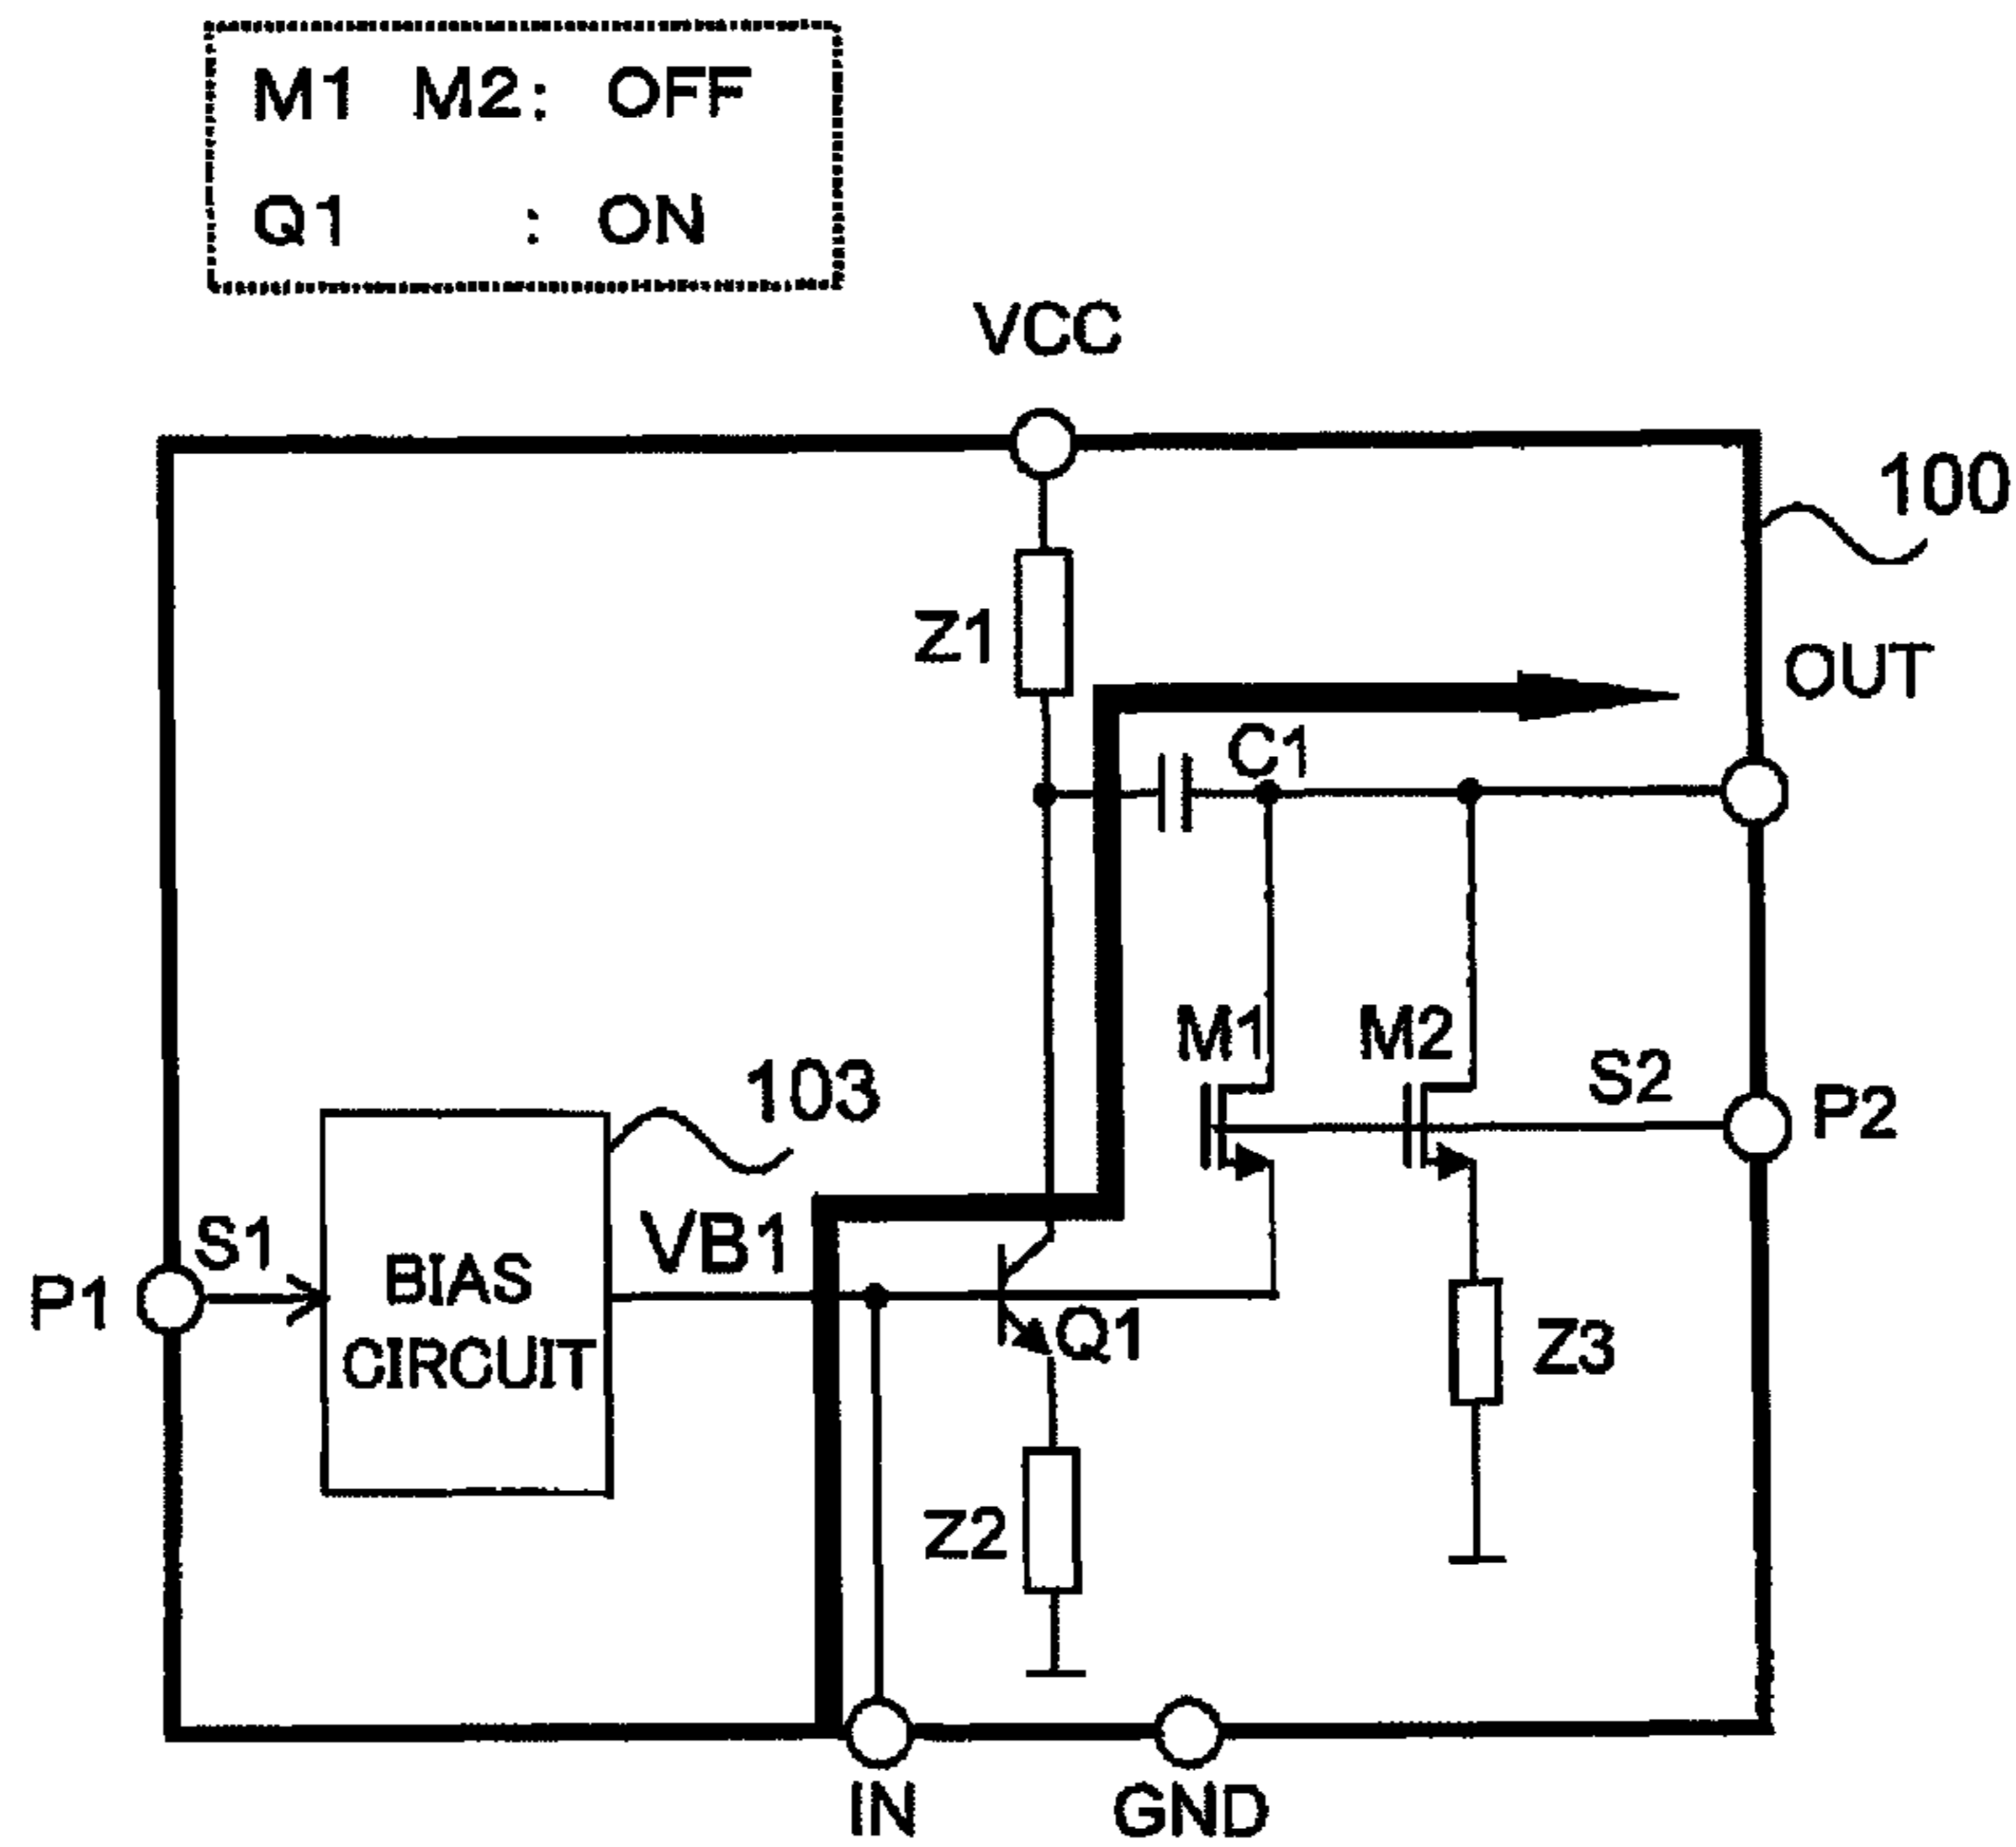 M1 M2: OFF
Q1 : ON
VCC
100
Z1
OUT
C1
M1 M2
S2
P2
103
S1
VB1
P1
BIAS
CIRCUIT
Q1
Z3
Z2
IN
GND